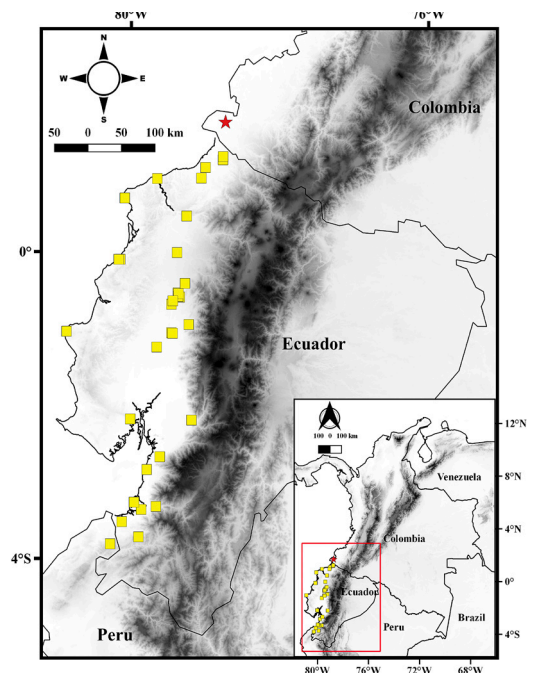 80° 76°
N
W E
S
50 0 50 100 km
Colombia
0°
Ecuador
4°S
Peru
100 0 100 km
12°N
8°N
4°N
0°
4°S
Venezuela
Colombia
Ecuador
Peru
Brazil
80°W 76°W 72°W 68°W